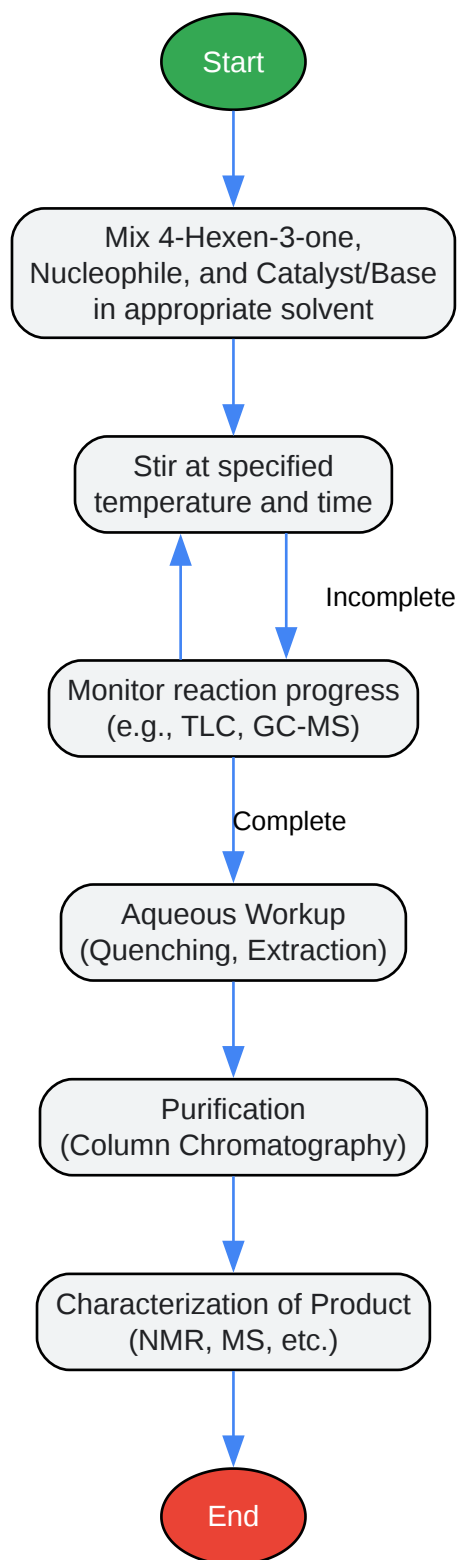 Start
Mix 4-Hexen-3-one,
Nucleophile, and Catalyst/Base
in appropriate solvent
Stir at specified
temperature and time
Incomplete
Monitor reaction progress
(e.g., TLC, GC-MS)
Complete
Aqueous Workup
(Quenching, Extraction)
Purification
(Column Chromatography)
Characterization of Product
(NMR, MS, etc.)
End